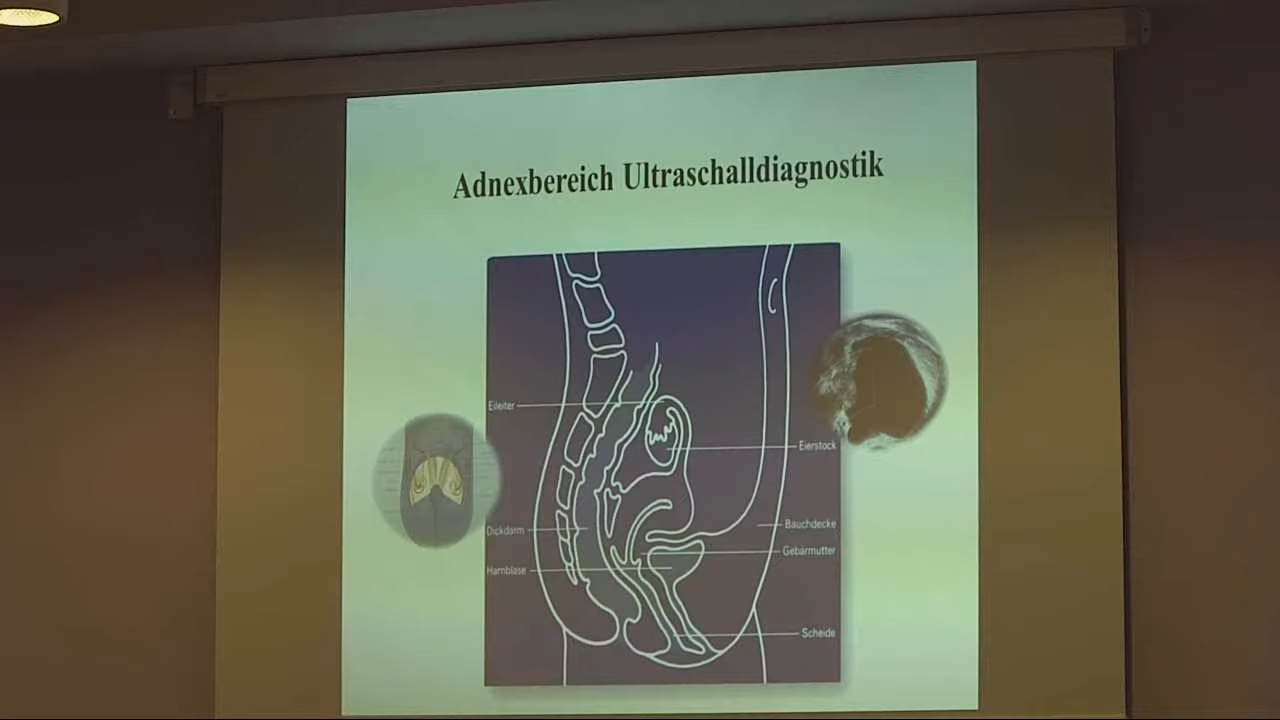 Adnexbereich Ultraschalldiagnostik
Eileiter
Eierstock
Dickdarm
Bauchdecke
Gebärmutter
Harnblase
Scheide